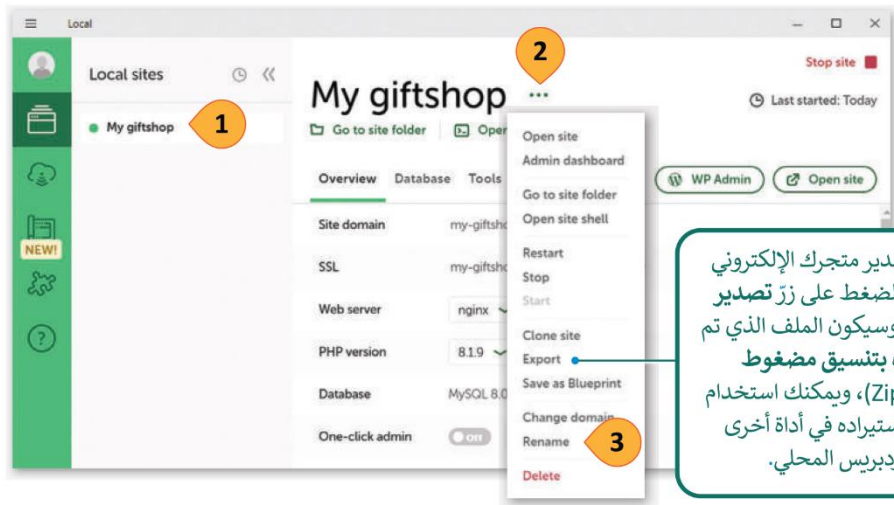 Local
Local sites
My giftshop
1
2
My giftshop ...
Stop site
Last started: Today
Go to site folder
Overview Database Tools
WP Admin
Open site
Site domain
SSL
Web server nginx
PHP version 8.1.9
Database MySQL 8.0
One-click admin Off
NEW!
?
Open site
Admin dashboard
Go to site folder
Open site shell
Restart
Stop
Start
Clone site
Export
Save as Blueprint
Change domain
Rename
3
Delete
متجرك الإلكتروني
على زرّ تصدير
وسيكون الملف الذي تم
بتنسيق مضغوط
(Zip)، ويمكنك استخدام
في أداة أخرى
المحلي.